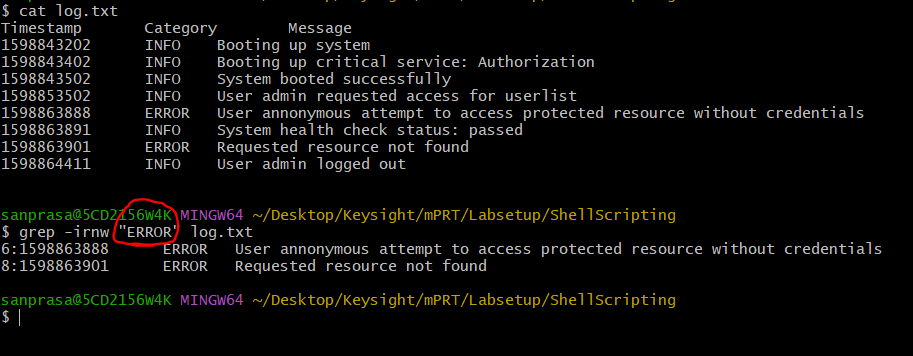 $ cat log.txt
Timestamp Category Message
1598843202 INFO Booting up system
1598843402 INFO Booting up critical service: Authorization
1598843502 INFO System booted successfully
1598853502 INFO User admin requested access for userlist
1598863888 ERROR User annonymous attempt to access protected resource without credentials
1598863891 INFO System health check status: passed
1598863901 ERROR Requested resource not found
1598864411 INFO User admin logged out
sanprasa@5CD2156W4K MINGW64 ~/Desktop/Keysight/mPRT/Labsetup/ShellScripting
$ grep -irnw "ERROR" log.txt
6:1598863888 ERROR User annonymous attempt to access protected resource without credentials
8:1598863901 ERROR Requested resource not found
sanprasa@5CD2156W4K MINGW64 ~/Desktop/Keysight/mPRT/Labsetup/ShellScripting
$